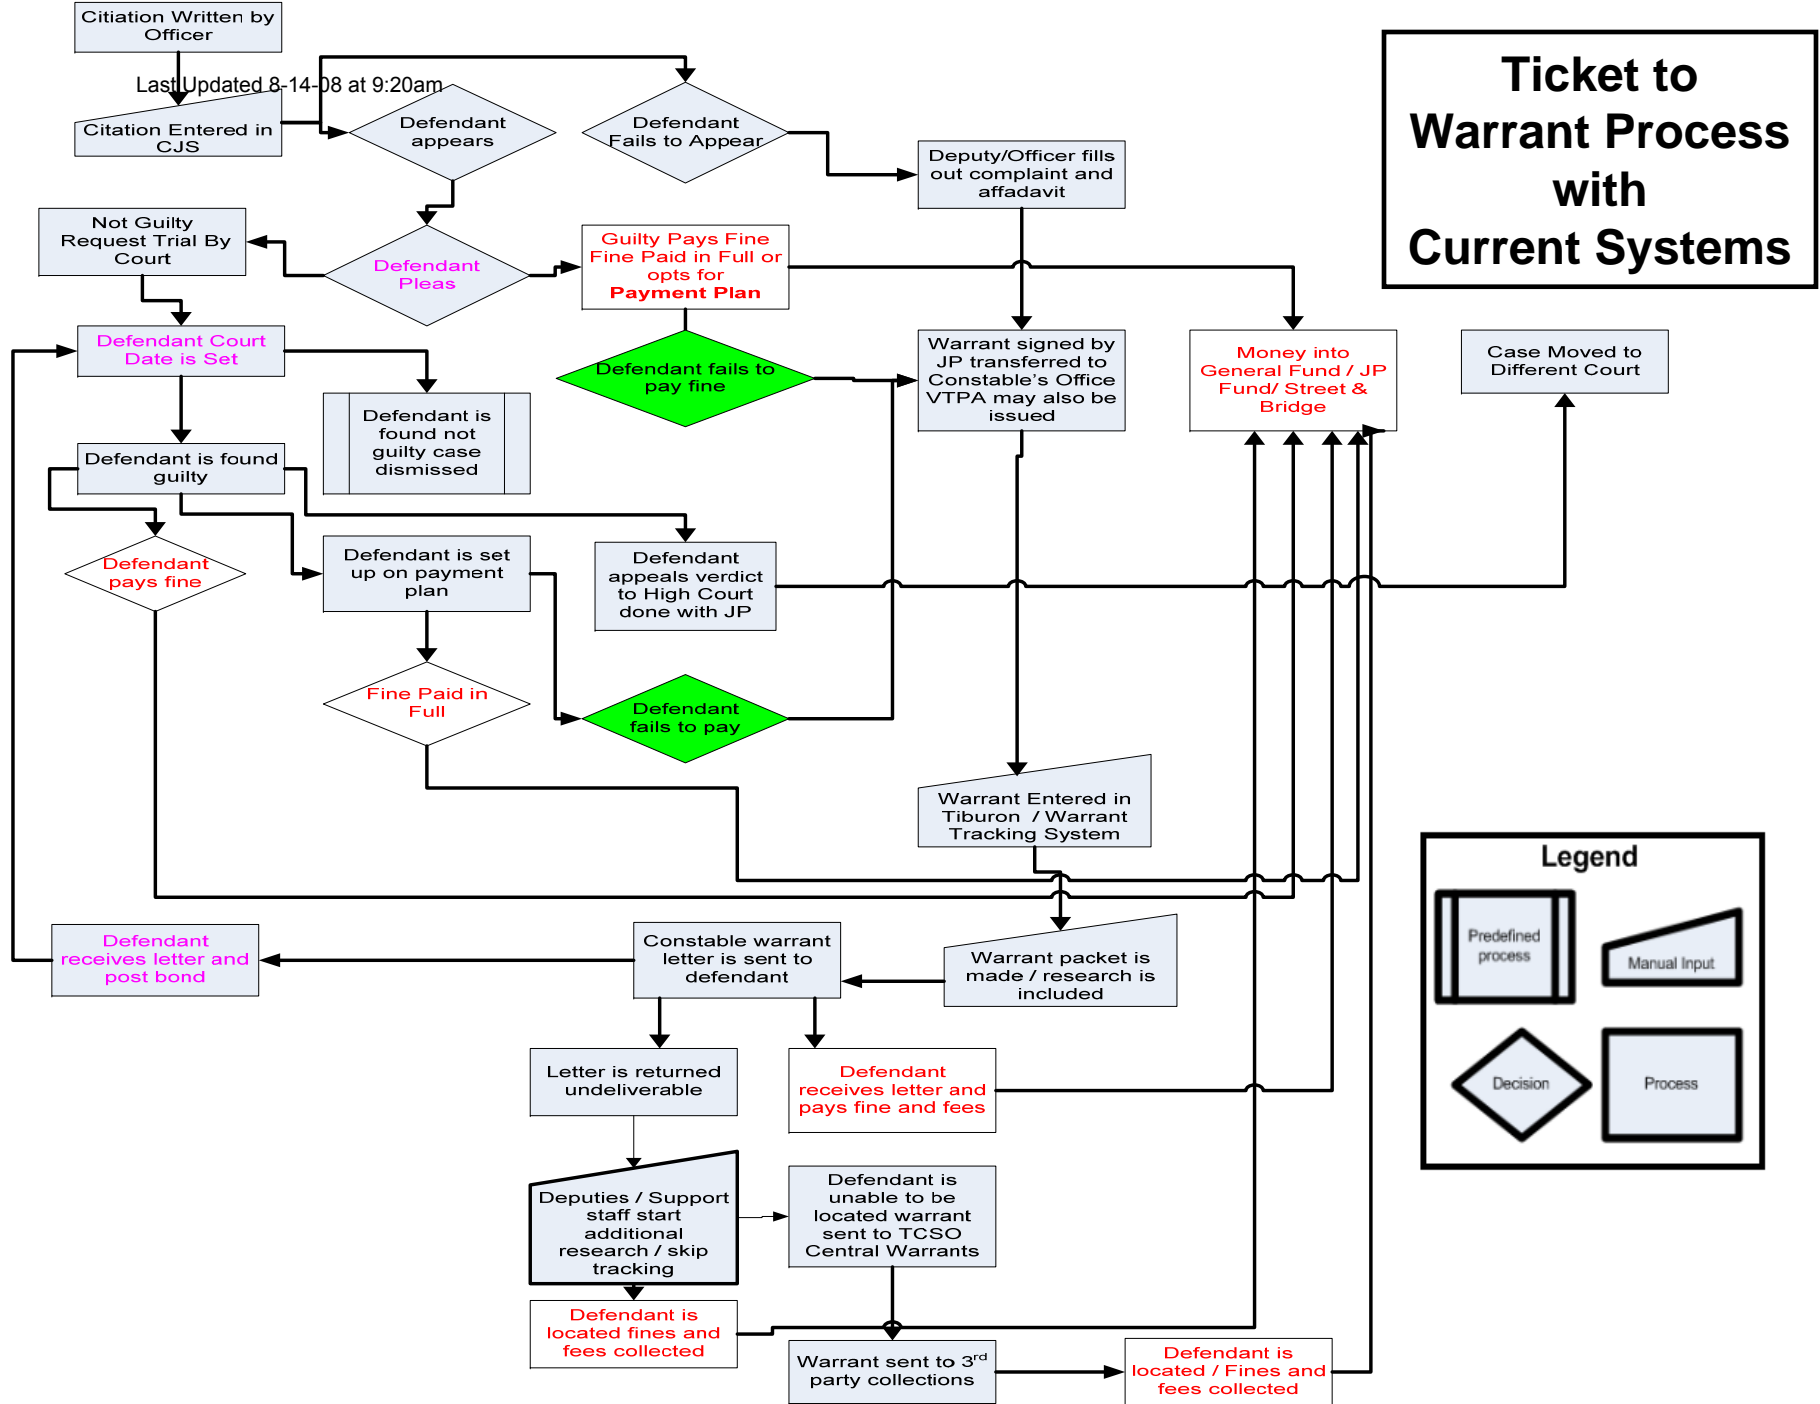 Citiation Written by
Officer
Last Updated 8-14-08 at 9:20am
Citation Entered in
CJS
Defendant
appears
Defendant
Fails to Appear
Deputy/Officer fills
out complaint and
affadavit
Ticket to
Warrant Process
with
Current Systems
Not Guilty
Request Trial By
Court
Defendant
Pleas
Guilty Pays Fine
Fine Paid in Full or
opts for
Payment Plan
Defendant Court
Date is Set
Defendant fails to
pay fine
Warrant signed by
JP transferred to
Constable's Office
VTPA may also be
issued
Money into
General Fund / JP
Fund/ Street &
Bridge
Case Moved to
Different Court
Defendant is
found not
guilty case
dismissed
Defendant is found
guilty
Defendant
pays fine
Defendant is set
up on payment
plan
Defendant
appeals verdict
to High Court
done with JP
Fine Paid in
Full
Defendant
fails to pay
Warrant Entered in
Tiburon / Warrant
Tracking System
Legend
Predefined
process
Manual Input
Decision
Process
Defendant
receives letter and
post bond
Constable warrant
letter is sent to
defendant
Warrant packet is
made / research is
included
Letter is returned
undeliverable
Defendant
receives letter and
pays fine and fees
Deputies / Support
staff start
additional
research / skip
tracking
Defendant is
unable to be
located warrant
sent to TCSO
Central Warrants
Defendant is
located fines and
fees collected
Warrant sent to 3rd
party collections
Defendant is
located / Fines and
fees collected